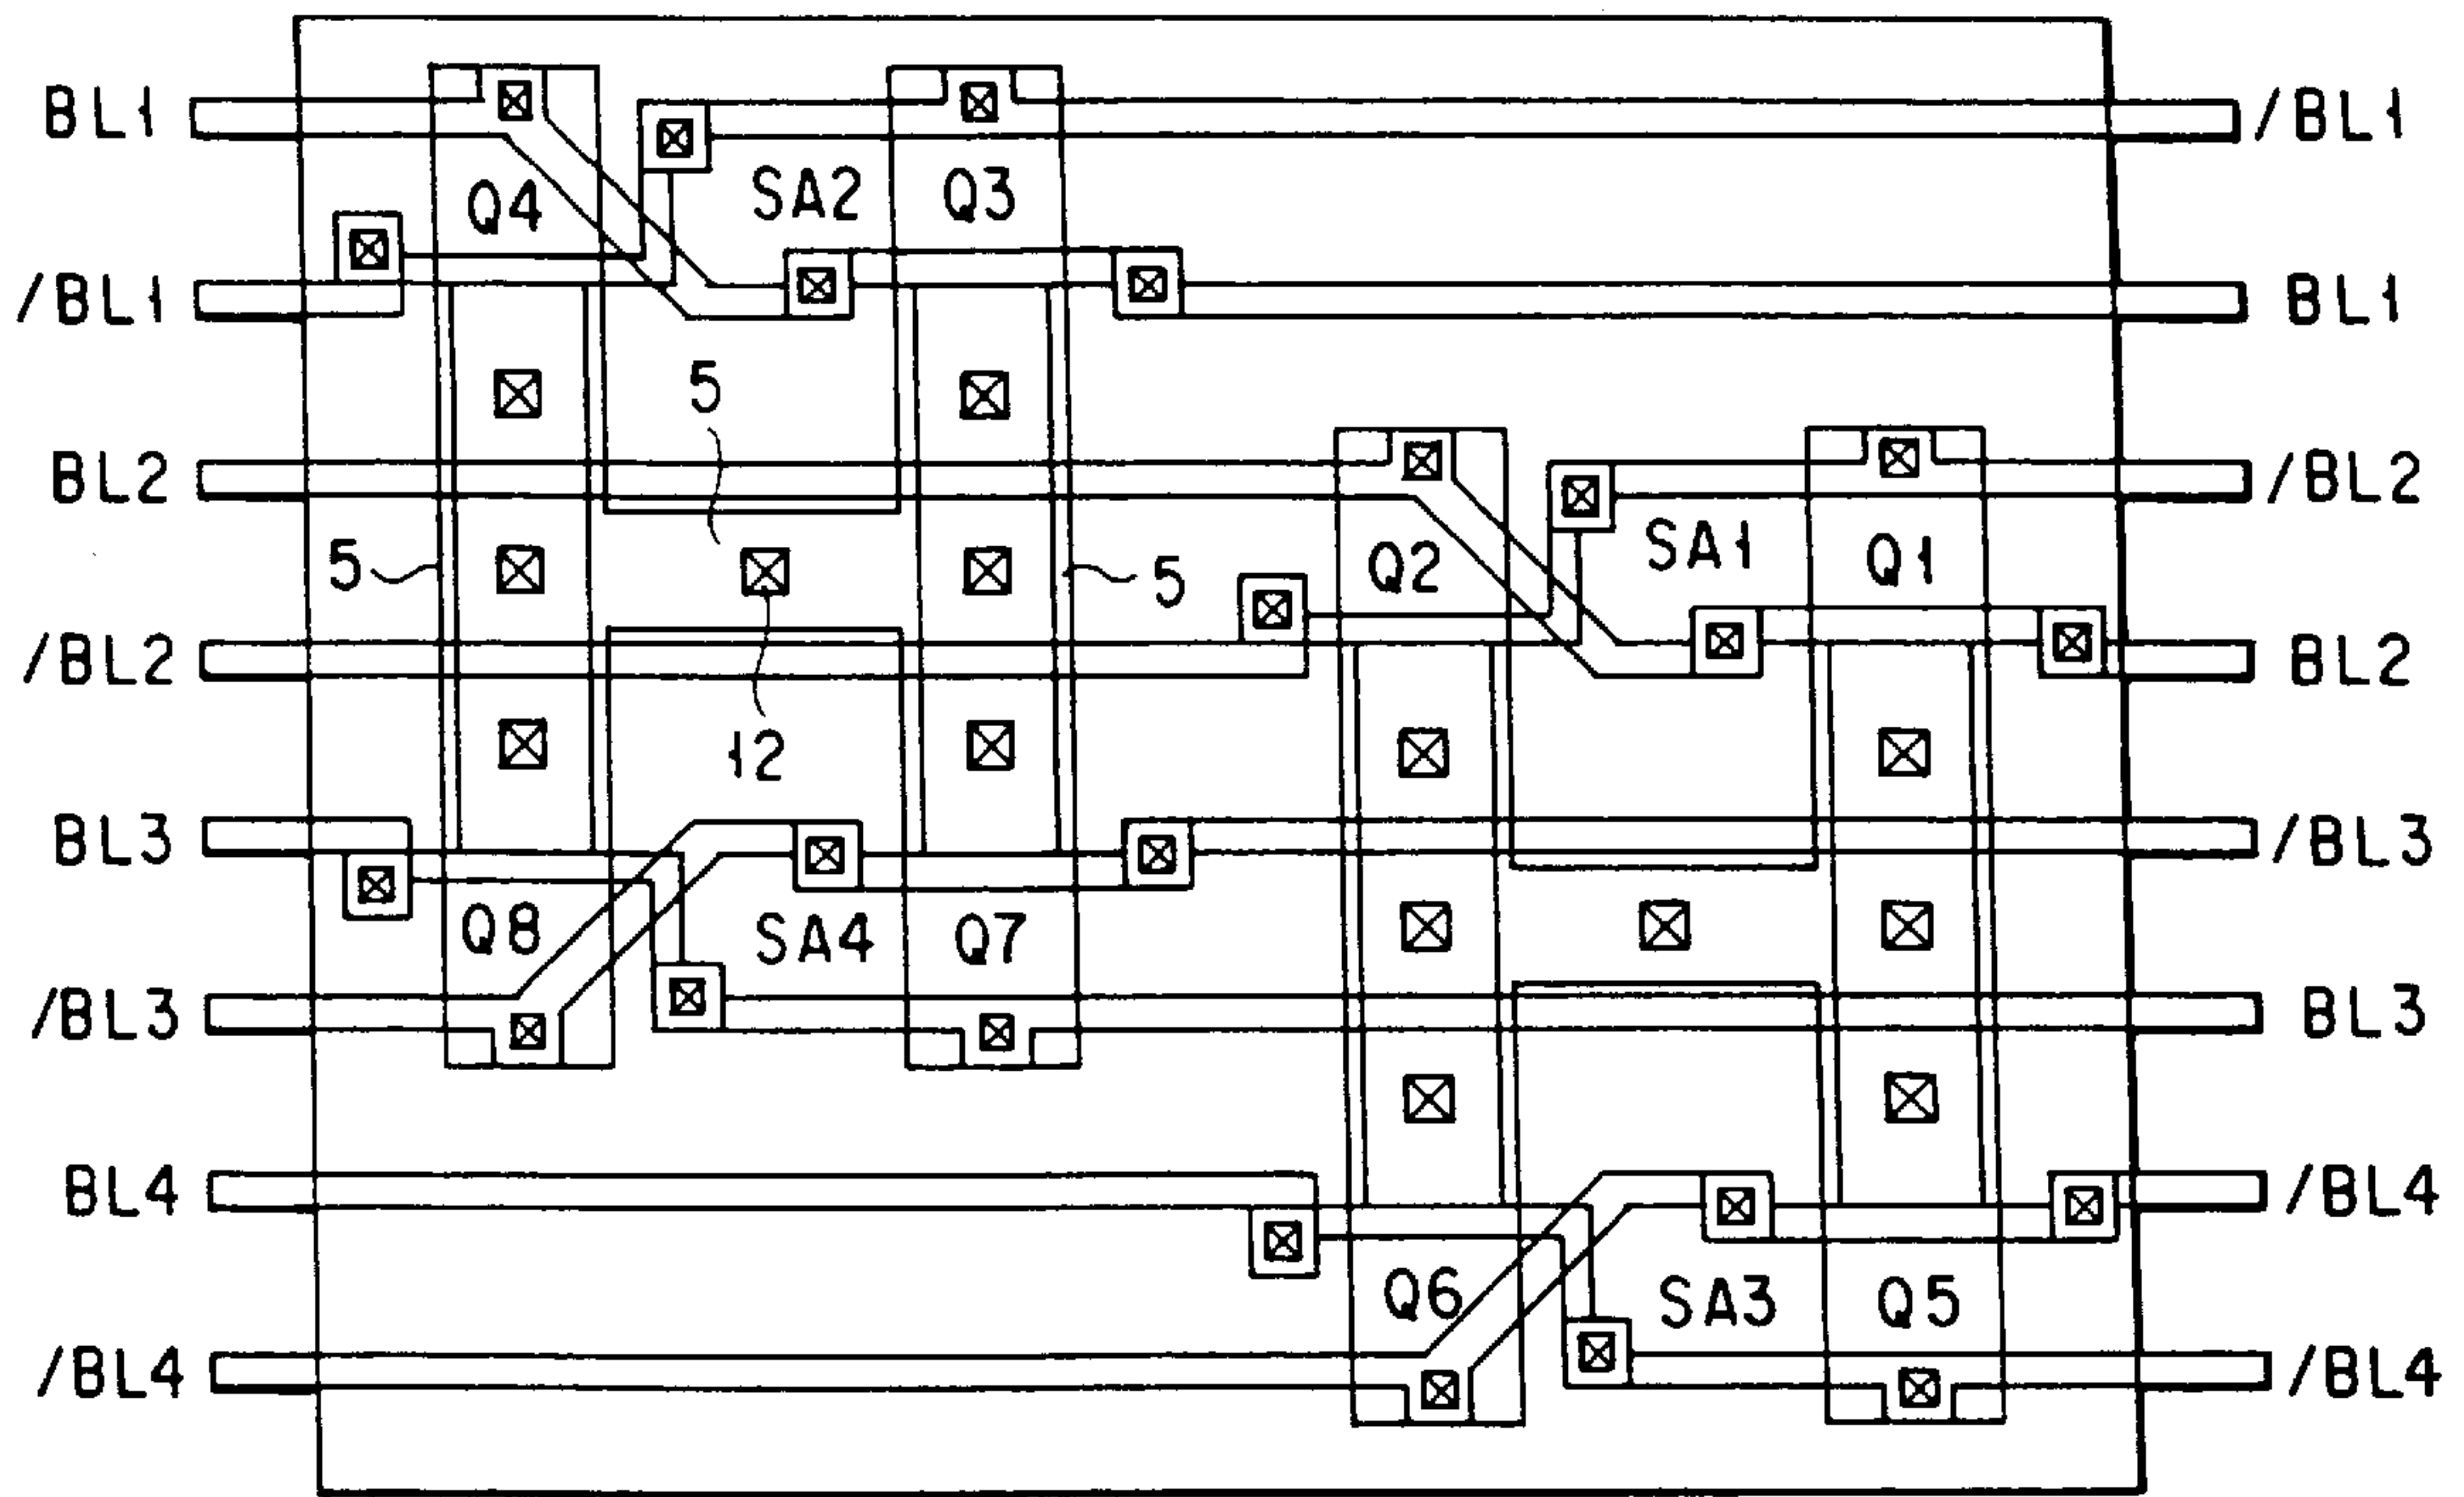 BL1 /BL1
Q4 SA2 Q3
/BL1 BL1
5
BL2 /BL2
5 5 Q2 SA1 Q1
/BL2 BL2
12
BL3 /BL3
Q8 SA4 Q7
/BL3 BL3
BL4 /BL4
Q6 SA3 Q5
/BL4 /BL4